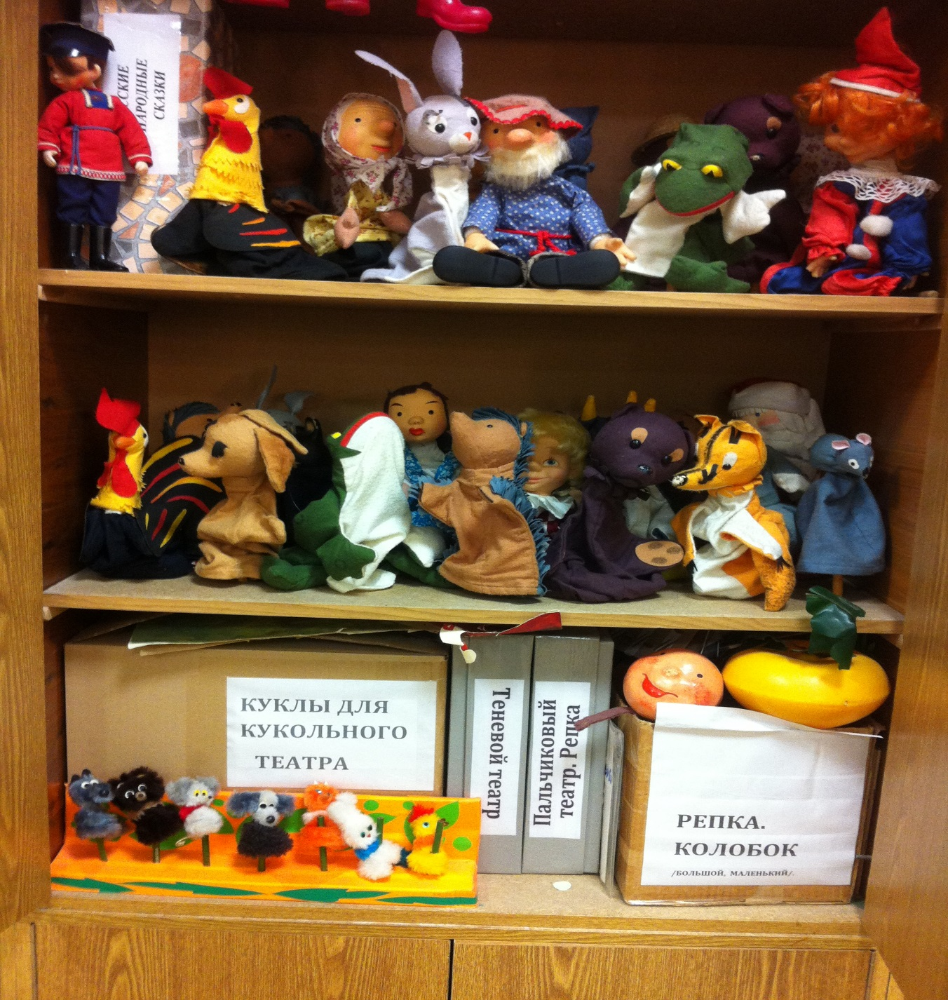 НАРОДНЫЕ
СКАЗКИ
КУКЛЫ ДЛЯ
КУКОЛЬНОГО
ТЕАТРА
Теневой театр
Пальчиковый
театр. Репка
РЕПКА.
КОЛОБОК
/БОЛЬШОЙ, МАЛЕНЬКИЙ/.